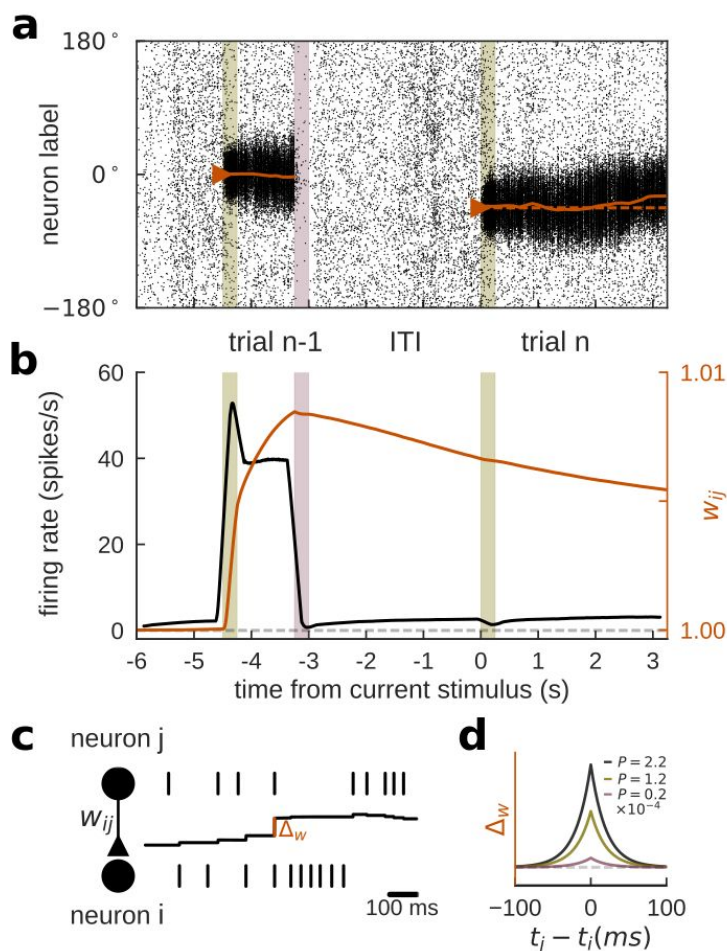 a
180°
0°
−180°
neuron label
trial n-1 ITI trial n
b
60
40
20
0
firing rate (spikes/s)
1.01
1.00
w_ij
-6 -5 -4 -3 -2 -1 0 1 2 3
time from current stimulus (s)
c
neuron j
w_ij
Δ_w
neuron i
100 ms
d
P = 2.2
P = 1.2
P = 0.2
×10⁻⁴
Δ_w
−100 0 100
t_j − t_i(ms)